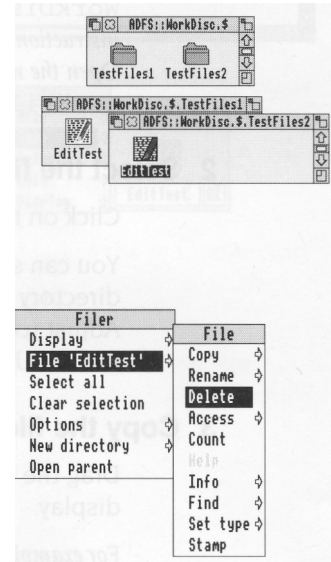 ADFS::WorkDisc.$
TestFiles1 TestFiles2
ADFS::WorkDisc.$.TestFiles1
ADFS::WorkDisc.$.TestFiles2
EditTest
EditTest
Filer
Display
File 'EditTest'
Select all
Clear selection
Options
New directory
Open parent
File
Copy
Rename
Delete
Access
Count
Help
Info
Find
Set type
Stamp